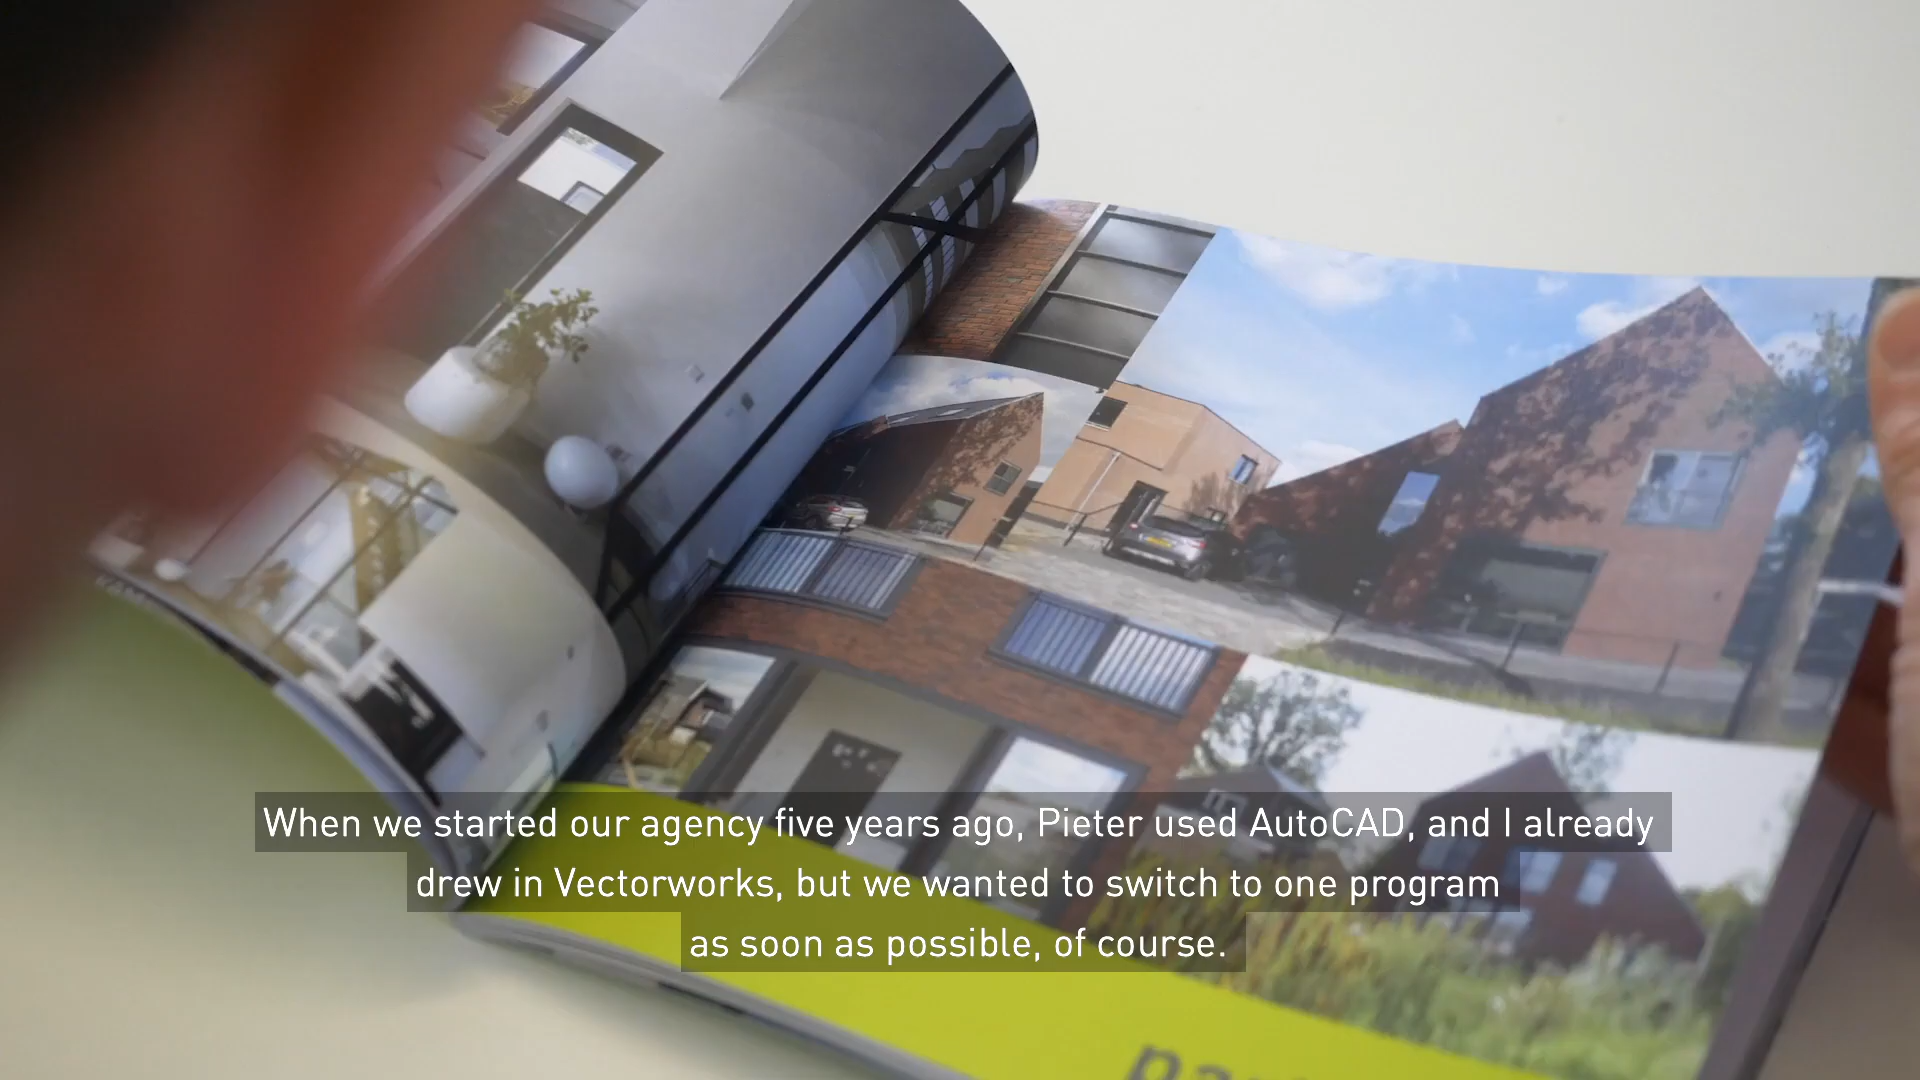 When we started our agency five years ago, Pieter used AutoCAD, and I already
drew in Vectorworks, but we wanted to switch to one program
as soon as possible, of course.